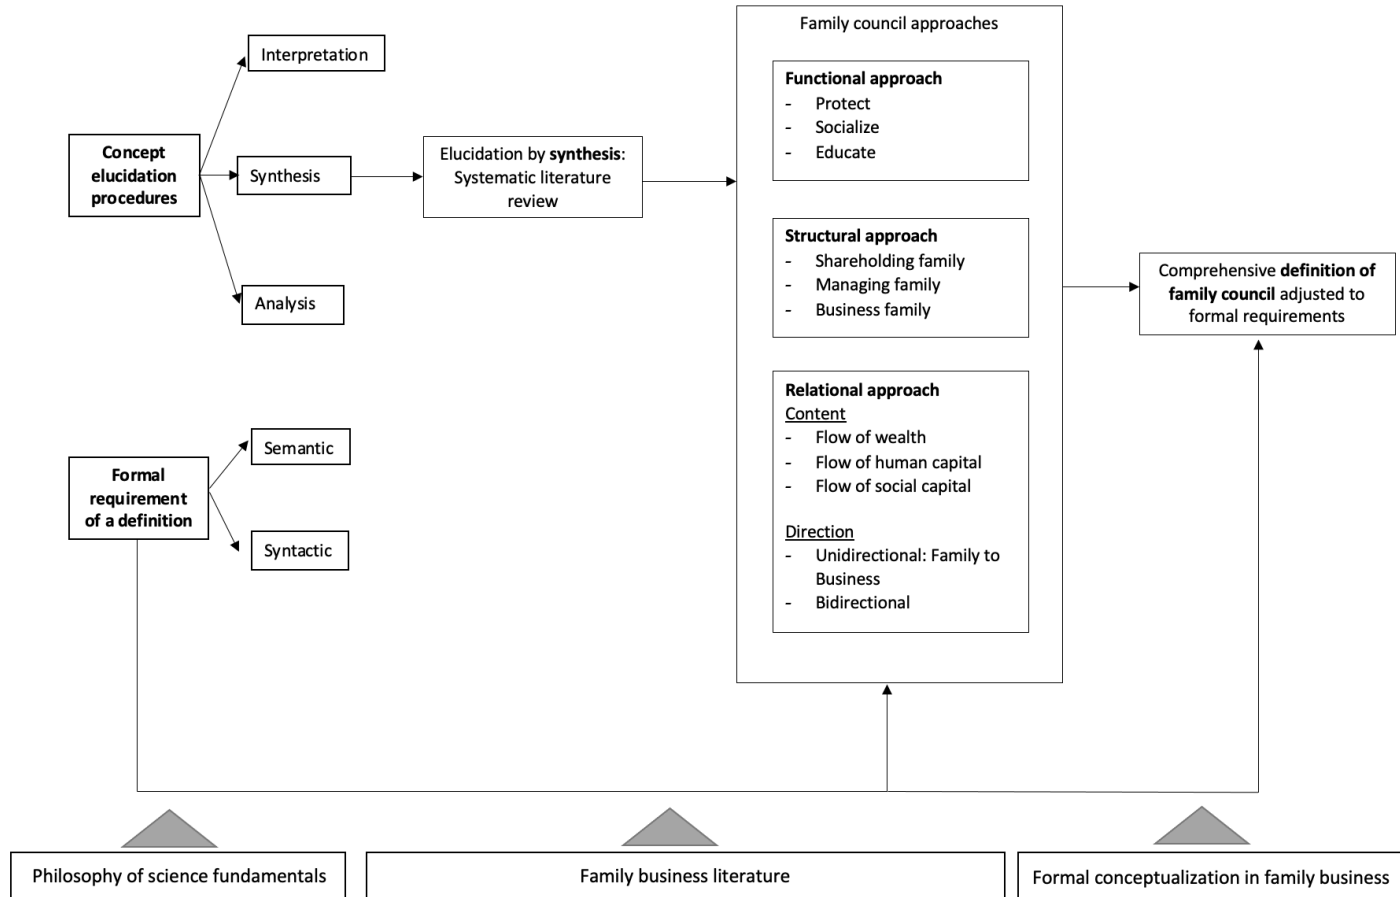 Interpretation
Concept
elucidation
procedures
Synthesis
Analysis
Elucidation by synthesis:
Systematic literature
review
Formal
requirement
of a definition
Semantic
Syntactic
Family council approaches
Functional approach
- Protect
- Socialize
- Educate
Structural approach
- Shareholding family
- Managing family
- Business family
Relational approach
Content
- Flow of wealth
- Flow of human capital
- Flow of social capital
Direction
- Unidirectional: Family to
Business
- Bidirectional
Comprehensive definition of
family council adjusted to
formal requirements
Philosophy of science fundamentals
Family business literature
Formal conceptualization in family business